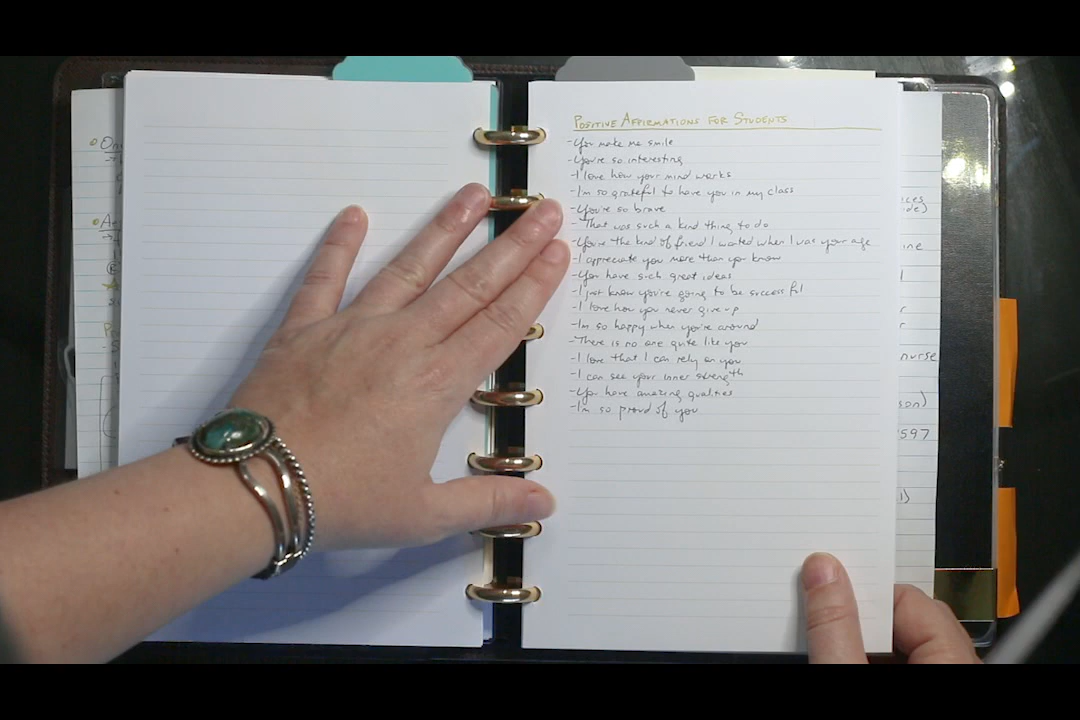 POSITIVE AFFIRMATIONS FOR STUDENTS
-You make me smile
-You're so interesting
-I love how your mind works
-I'm so grateful to have you in my class
-You're so brave
-That was such a kind thing to do
-You're the kind of friend I wanted when I was your age
-I appreciate you more than you know
-You have such great ideas
-I just know you're going to be successful
-I love how you never give up
-I'm so happy when you're around
-There is no one quite like you
-I love that I can rely on you
-I can see your inner strength
-You have amazing qualities
-I'm so proud of you
nurse
597